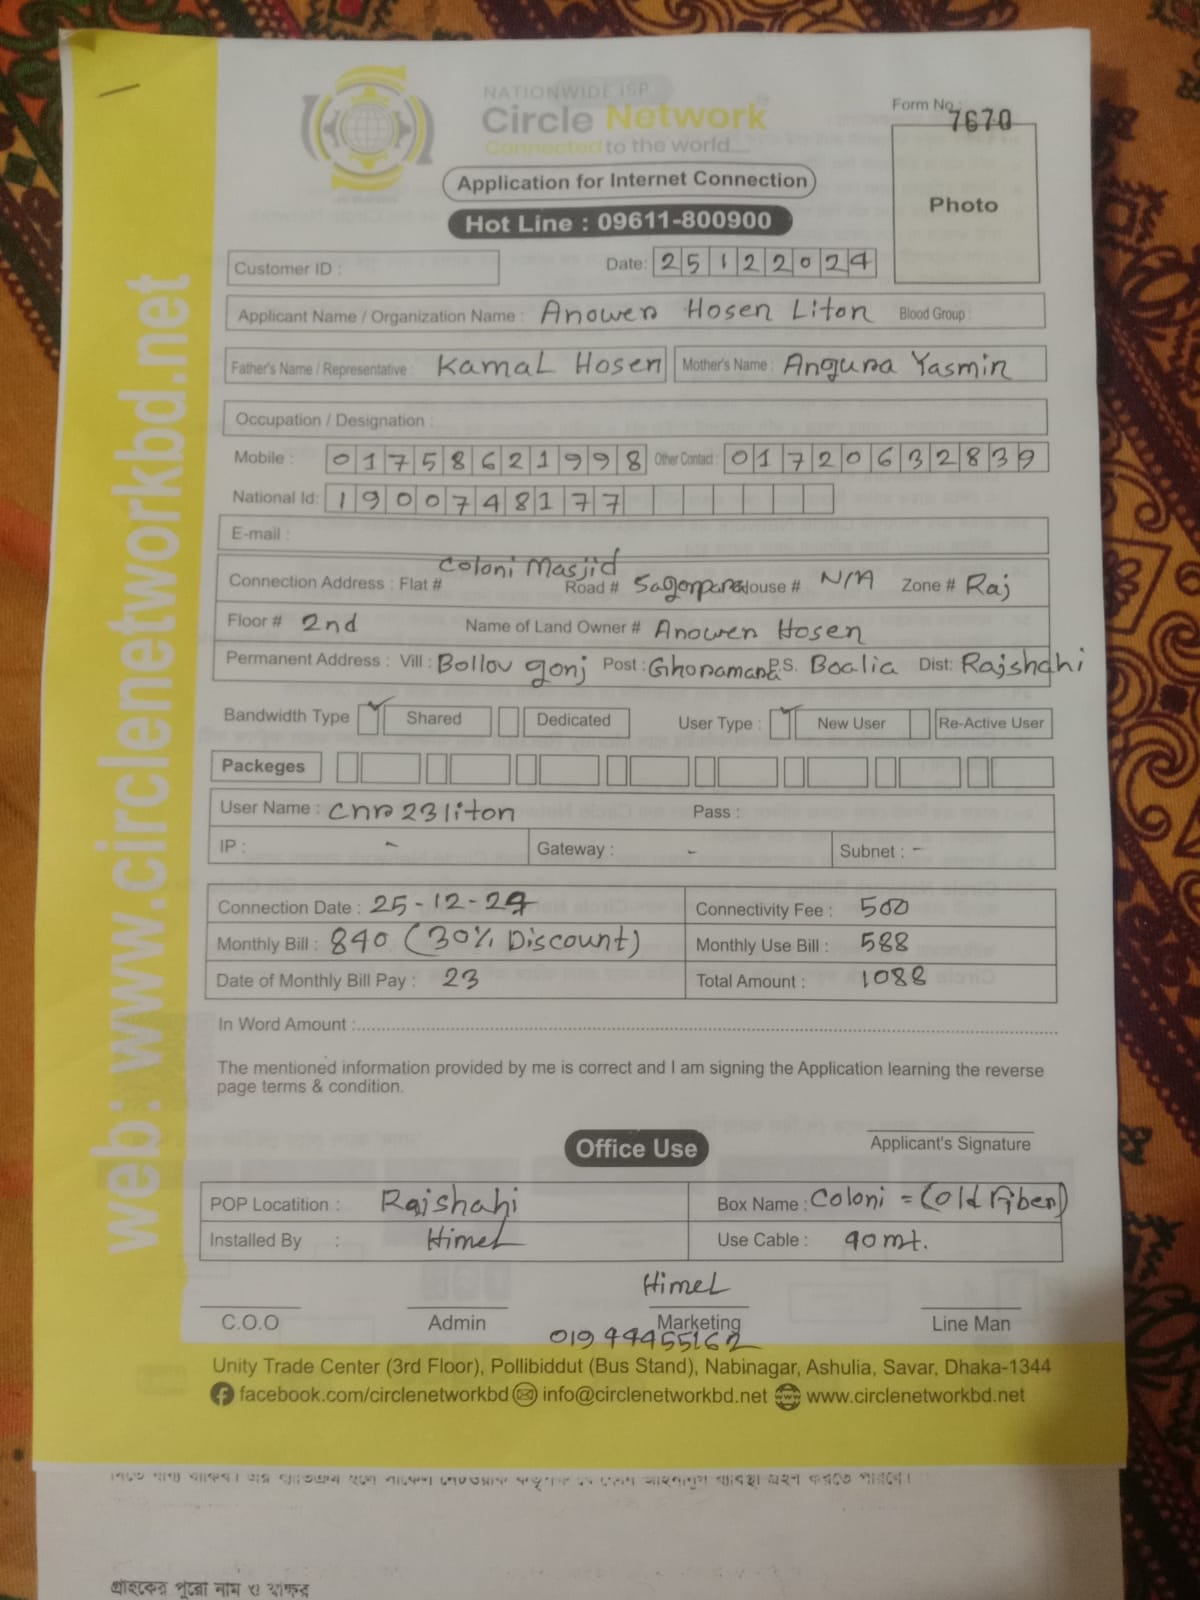 NATIONWIDE ISP
Circle Network
Connected to the world....
Form No.: 7670
Application for Internet Connection
Photo
Hot Line : 09611-800900
Customer ID :
Date: 25122024
Applicant Name / Organization Name : Anower Hosen Liton Blood Group :
Father's Name / Representative : Kamal Hosen Mother's Name : Angura Yasmin
Occupation / Designation :
Mobile : 01758621998 Other Contact : 01720632839
National Id: 1900748177
E-mail :
Connection Address : Flat # Coloni Masjid Road # Sagorpara House # N/A Zone # Raj
Floor # 2nd Name of Land Owner # Anower Hosen
Permanent Address : Vill : Bollov gonj Post : Ghoramara P.S. Boalia Dist: Rajshahi
Bandwidth Type Shared Dedicated User Type : New User Re-Active User
Packeges
User Name : cnr23liton Pass :
IP : - Gateway : - Subnet : -
Connection Date : 25-12-24 Connectivity Fee : 500
Monthly Bill : 840 (30% Discount) Monthly Use Bill : 588
Date of Monthly Bill Pay : 23 Total Amount : 1088
In Word Amount :
The mentioned information provided by me is correct and I am signing the Application learning the reverse
page terms & condition.
Applicant's Signature
Office Use
POP Locatition : Rajshahi Box Name : Coloni = (Old Fiber)
Installed By : Himel Use Cable : 90 mt.
Himel
C.O.O Admin Marketing Line Man
01944455162
Unity Trade Center (3rd Floor), Pollibiddut (Bus Stand), Nabinagar, Ashulia, Savar, Dhaka-1344
facebook.com/circlenetworkbd info@circlenetworkbd.net www.circlenetworkbd.net
web: www.circlenetworkbd.net
গ্রাহকের পুরো নাম ও স্বাক্ষর